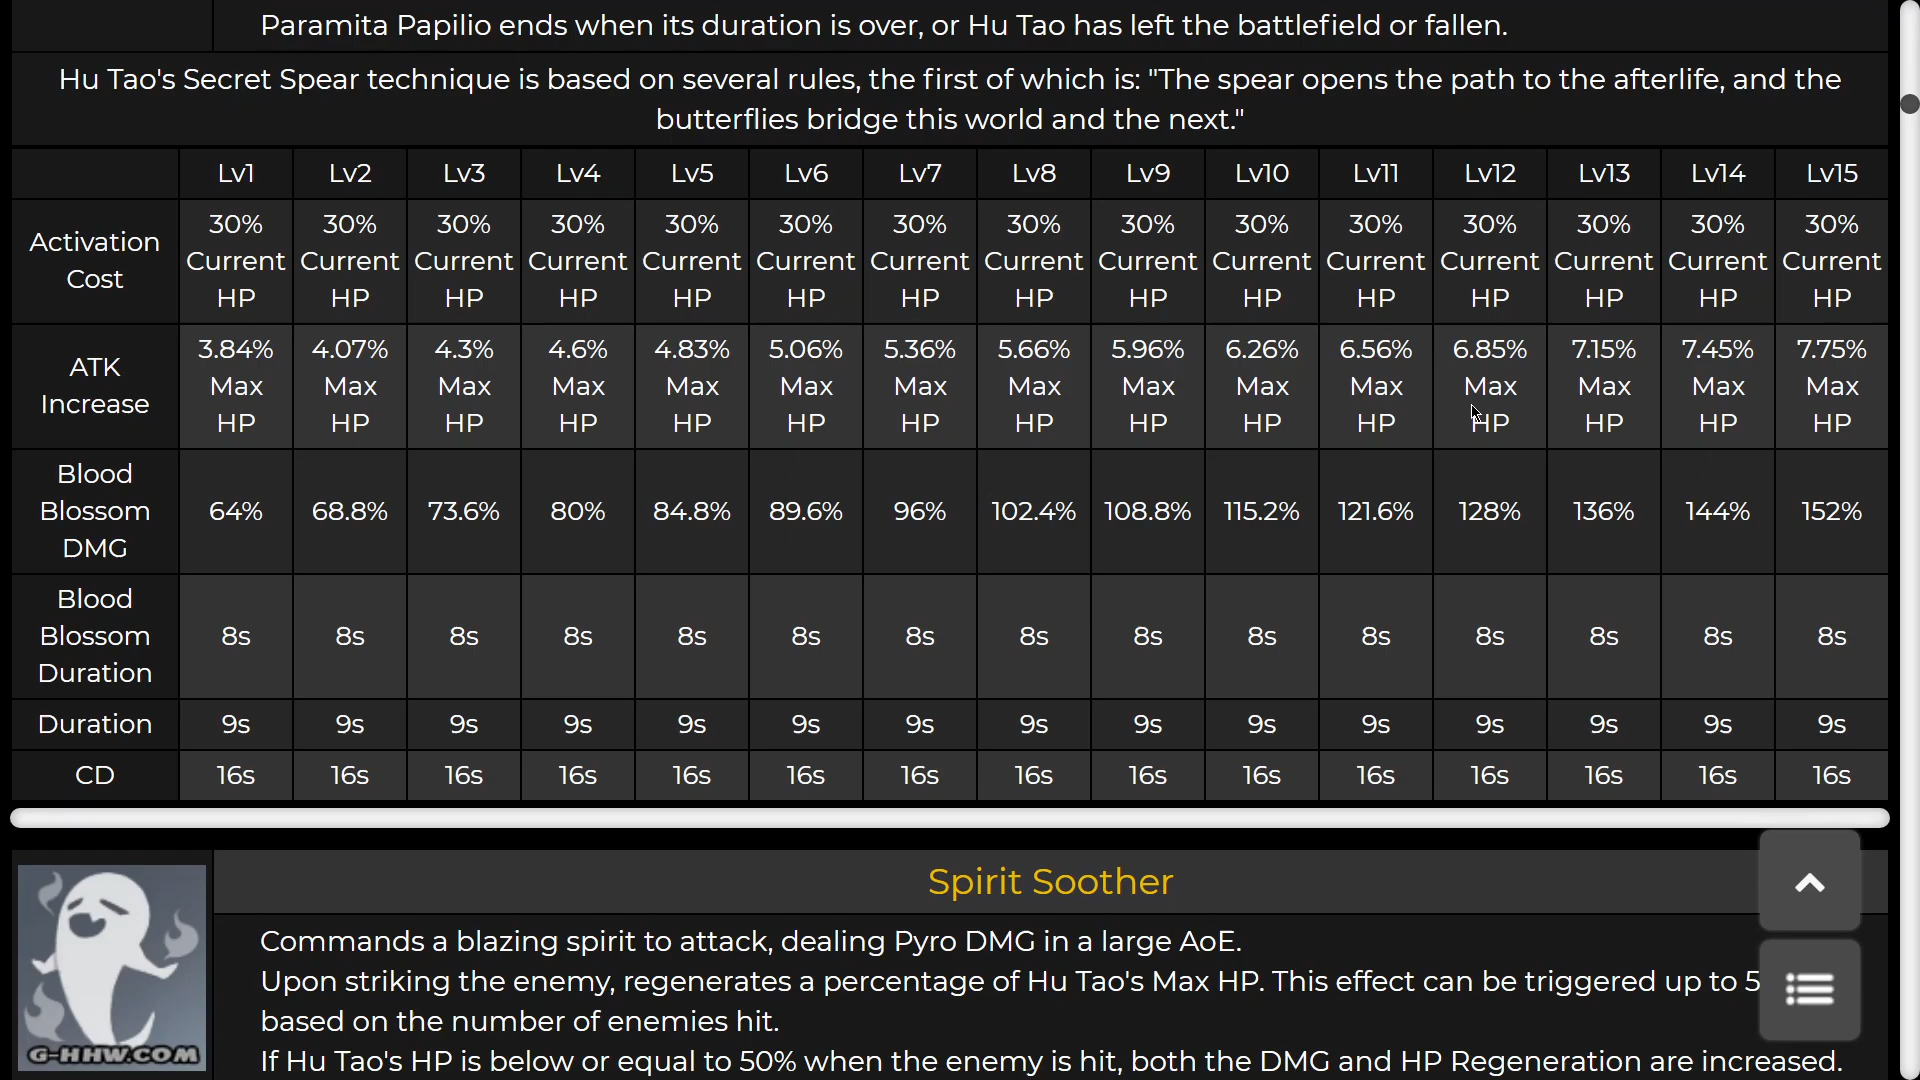 Paramita Papilio ends when its duration is over, or Hu Tao has left the battlefield or fallen.
Hu Tao's Secret Spear technique is based on several rules, the first of which is: "The spear opens the path to the afterlife, and the
butterflies bridge this world and the next."
Lv1 Lv2 Lv3 Lv4 Lv5 Lv6 Lv7 Lv8 Lv9 Lv10 Lv11 Lv12 Lv13 Lv14 Lv15
Activation Cost 30% Current HP 30% Current HP 30% Current HP 30% Current HP 30% Current HP 30% Current HP 30% Current HP 30% Current HP 30% Current HP 30% Current HP 30% Current HP 30% Current HP 30% Current HP 30% Current HP 30% Current HP
ATK Increase 3.84% Max HP 4.07% Max HP 4.3% Max HP 4.6% Max HP 4.83% Max HP 5.06% Max HP 5.36% Max HP 5.66% Max HP 5.96% Max HP 6.26% Max HP 6.56% Max HP 6.85% Max HP 7.15% Max HP 7.45% Max HP 7.75% Max HP
Blood Blossom DMG 64% 68.8% 73.6% 80% 84.8% 89.6% 96% 102.4% 108.8% 115.2% 121.6% 128% 136% 144% 152%
Blood Blossom Duration 8s 8s 8s 8s 8s 8s 8s 8s 8s 8s 8s 8s 8s 8s 8s
Duration 9s 9s 9s 9s 9s 9s 9s 9s 9s 9s 9s 9s 9s 9s 9s
CD 16s 16s 16s 16s 16s 16s 16s 16s 16s 16s 16s 16s 16s 16s 16s
Spirit Soother
Commands a blazing spirit to attack, dealing Pyro DMG in a large AoE.
Upon striking the enemy, regenerates a percentage of Hu Tao's Max HP. This effect can be triggered up to 5
based on the number of enemies hit.
If Hu Tao's HP is below or equal to 50% when the enemy is hit, both the DMG and HP Regeneration are increased.
G-HHW.COM